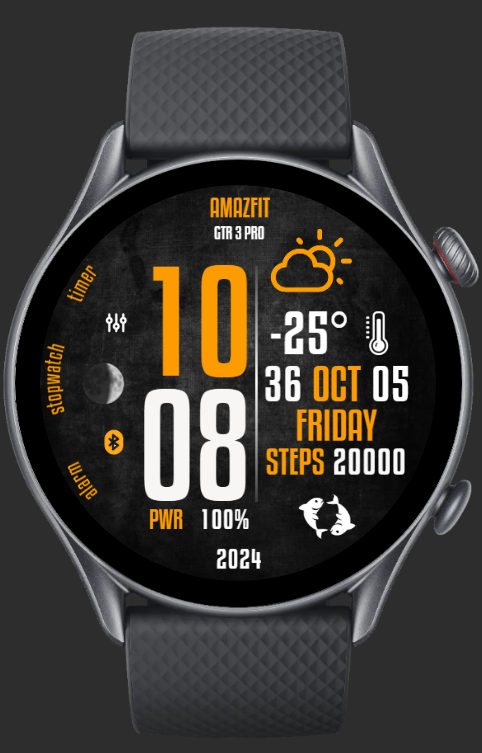 AMAZFIT
GTR 3 PRO
timer
stopwatch
alarm
10
08
PWR 100%
-25°
36 OCT 05
FRIDAY
STEPS 20000
2024